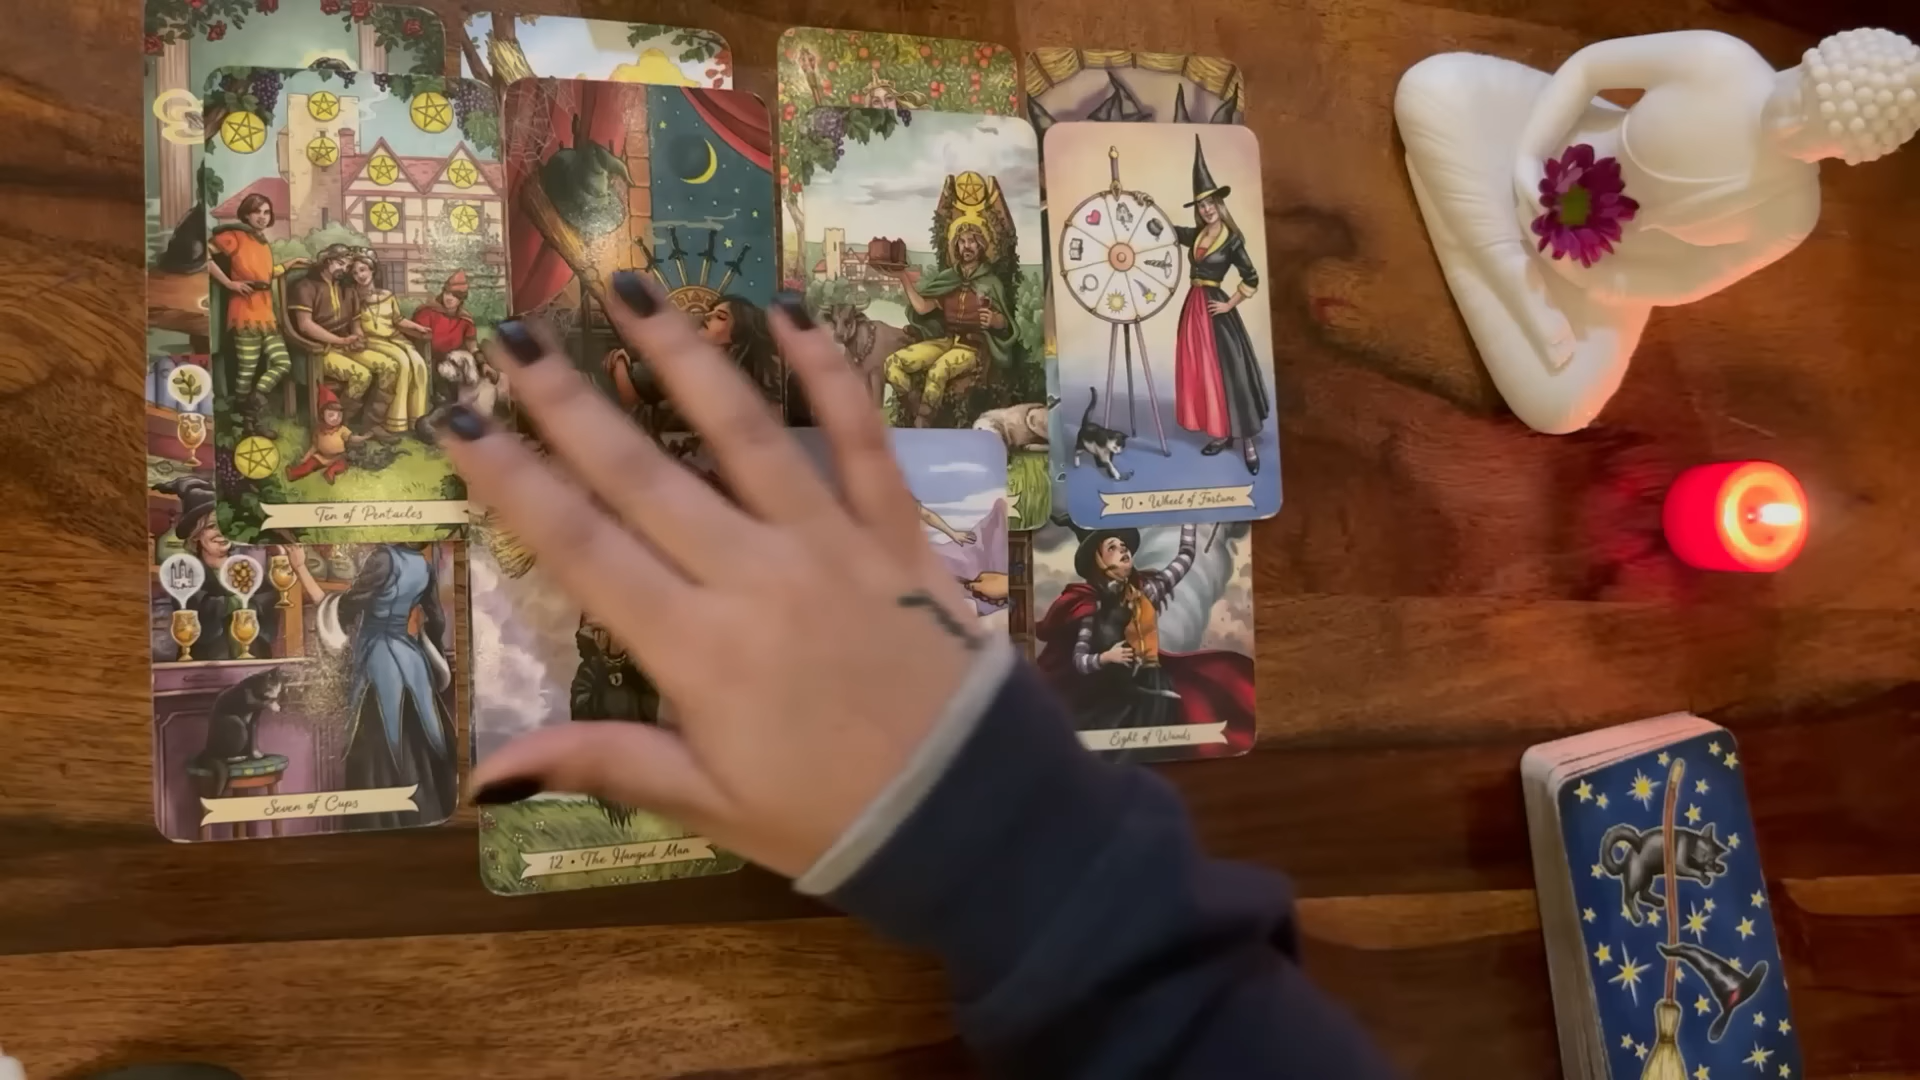 Ten of Pentacles
10 • Wheel of Fortune
Eight of Wands
Seven of Cups
12 • The Hanged Man